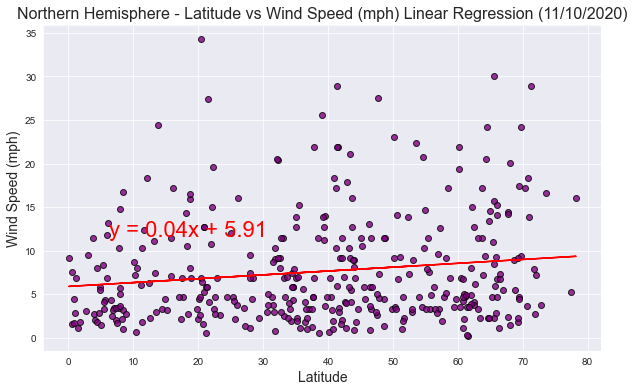 Northern Hemisphere - Latitude vs Wind Speed (mph) Linear Regression (11/10/2020)
35
30
25
20
15
10
5
0
Wind Speed (mph)
y = 0.04x + 5.91
0 10 20 30 40 50 60 70 80
Latitude